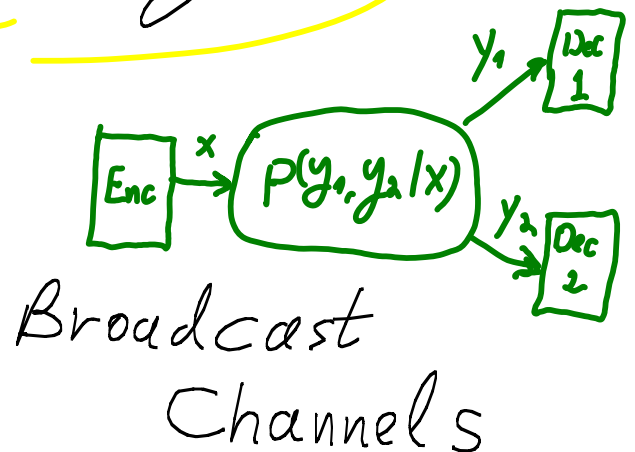 y₁
Dec
1
Enc
x
p(y₁, y₂ | x)
y₂
Dec
2
Broadcast
Channels